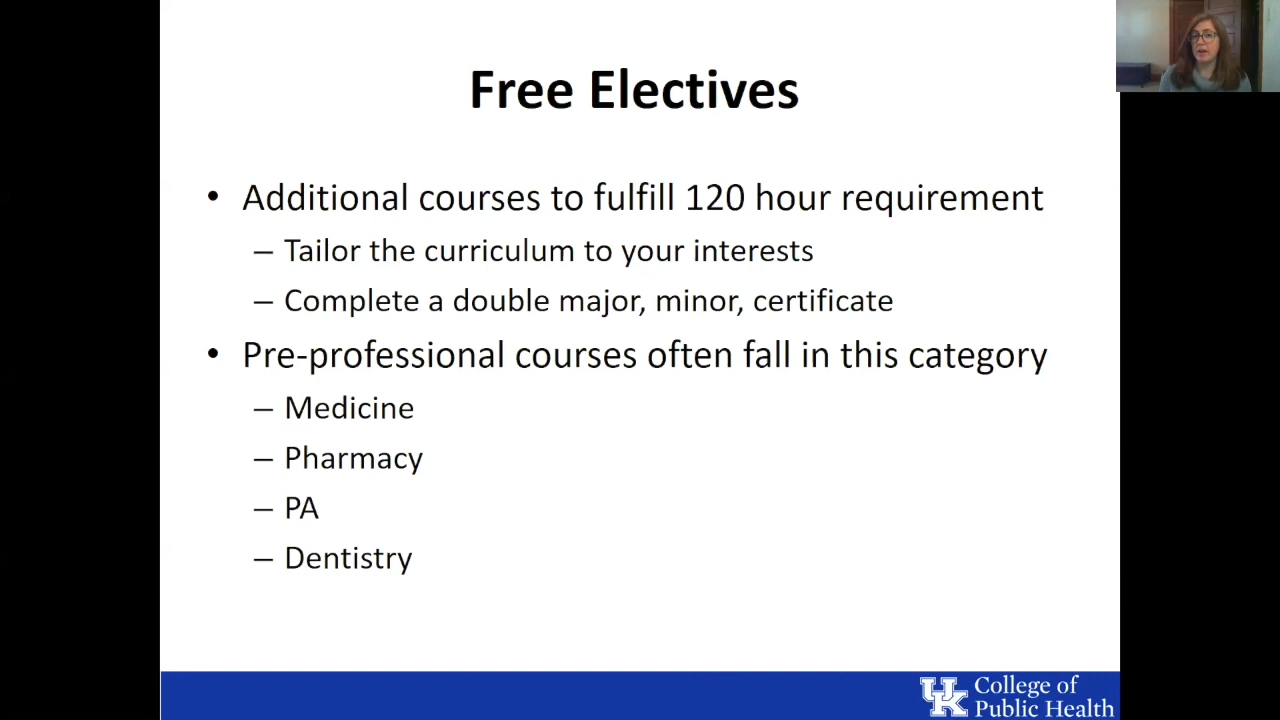 Free Electives
• Additional courses to fulfill 120 hour requirement
– Tailor the curriculum to your interests
– Complete a double major, minor, certificate
• Pre-professional courses often fall in this category
– Medicine
– Pharmacy
– PA
– Dentistry
UK College of
Public Health